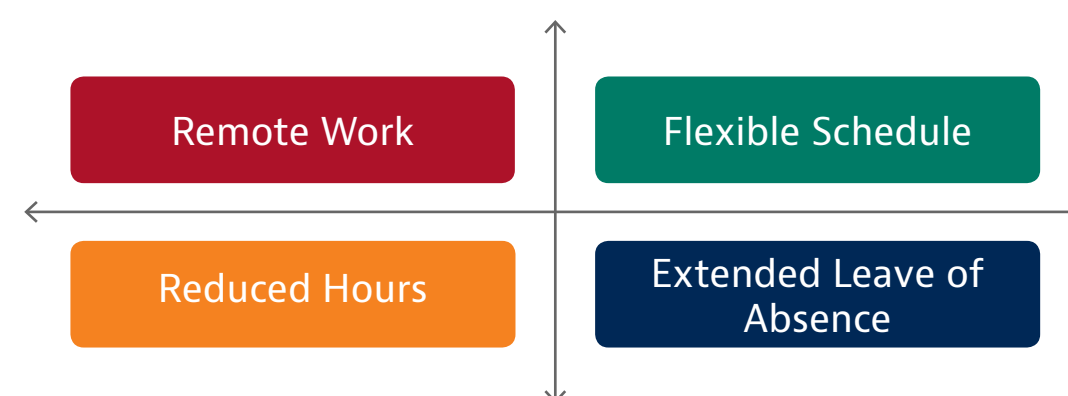 Remote Work
Flexible Schedule
Reduced Hours
Extended Leave of
Absence